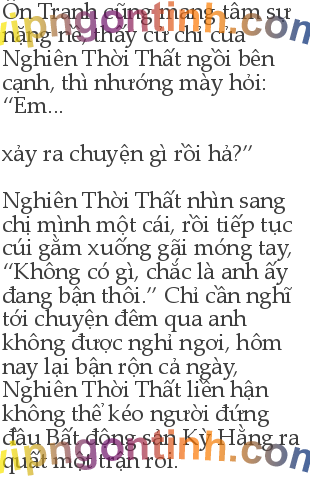 Ôn Tranh cũng mang tâm sự
nặng nề, thấy cử chỉ của
Nghiên Thời Thất ngồi bên
cạnh, thì nhướng mày hỏi:
“Em...
xảy ra chuyện gì rồi hả?”
Nghiên Thời Thất nhìn sang
chị mình một cái, rồi tiếp tục
cúi gằm xuống gãi móng tay,
“Không có gì, chắc là anh ấy
đang bận thôi.” Chỉ cần nghĩ
tới chuyện đêm qua anh
không được nghỉ ngơi, hôm
nay lại bận rộn cả ngày,
Nghiên Thời Thất liền hận
không thể kéo người đứng
đầu Bất động sản Kỳ Hằng ra
quất một trận rồi.
vipngontinh.com
vipngontinh.com